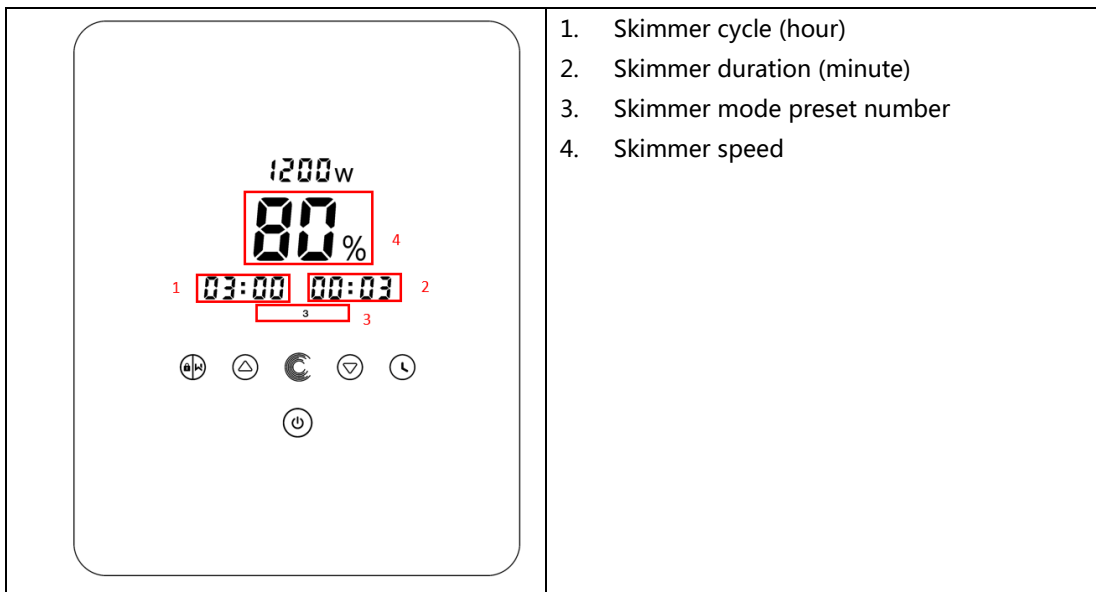 1200w
80% 4
1 03:00 00:03 2
3 3
1. Skimmer cycle (hour)
2. Skimmer duration (minute)
3. Skimmer mode preset number
4. Skimmer speed